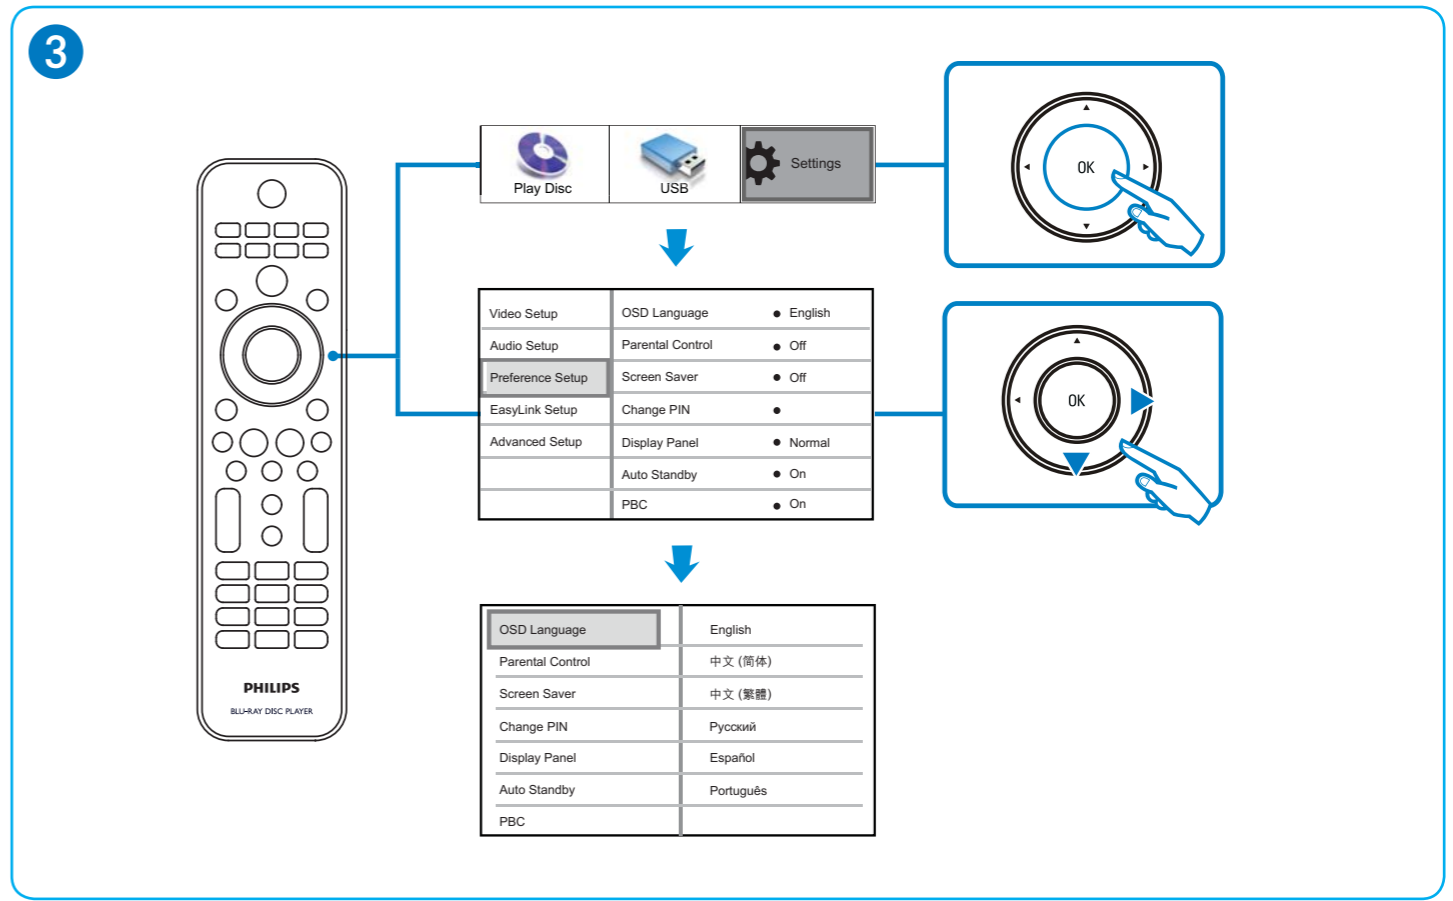 3
Play Disc
USB
Settings
OK
Video Setup
OSD Language
English
Audio Setup
Parental Control
Off
Preference Setup
Screen Saver
Off
EasyLink Setup
Change PIN
Advanced Setup
Display Panel
Normal
Auto Standby
On
PBC
On
OK
OSD Language
English
Parental Control
中文 (简体)
Screen Saver
中文 (繁體)
Change PIN
Русский
Display Panel
Español
Auto Standby
Português
PBC
PHILIPS
BLU-RAY DISC PLAYER